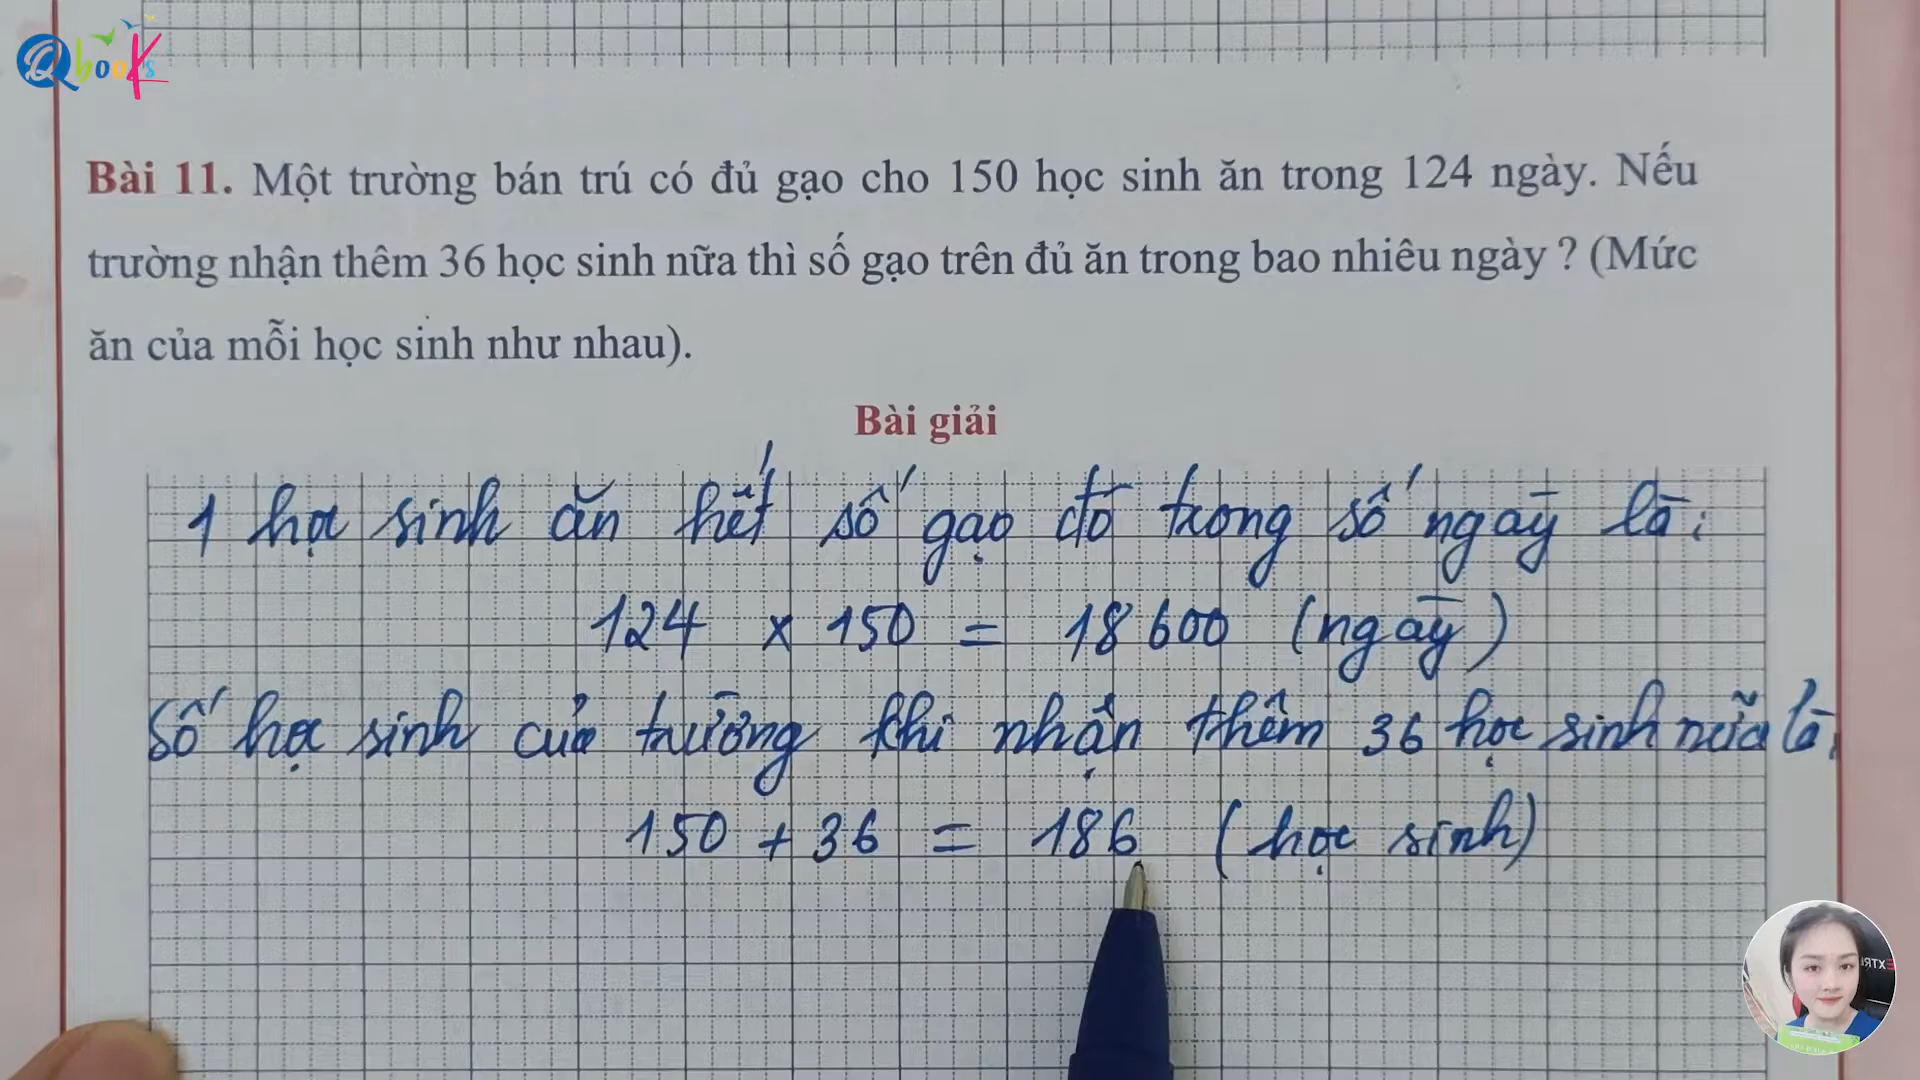 Qbook's
Bài 11. Một trường bán trú có đủ gạo cho 150 học sinh ăn trong 124 ngày. Nếu
trường nhận thêm 36 học sinh nữa thì số gạo trên đủ ăn trong bao nhiêu ngày ? (Mức
ăn của mỗi học sinh như nhau).
Bài giải
1 học sinh ăn hết số gạo đó trong số ngày là:
124 x 150 = 18 600 (ngày)
Số học sinh của trường khi nhận thêm 36 học sinh nữa là:
150 + 36 = 186 (học sinh)